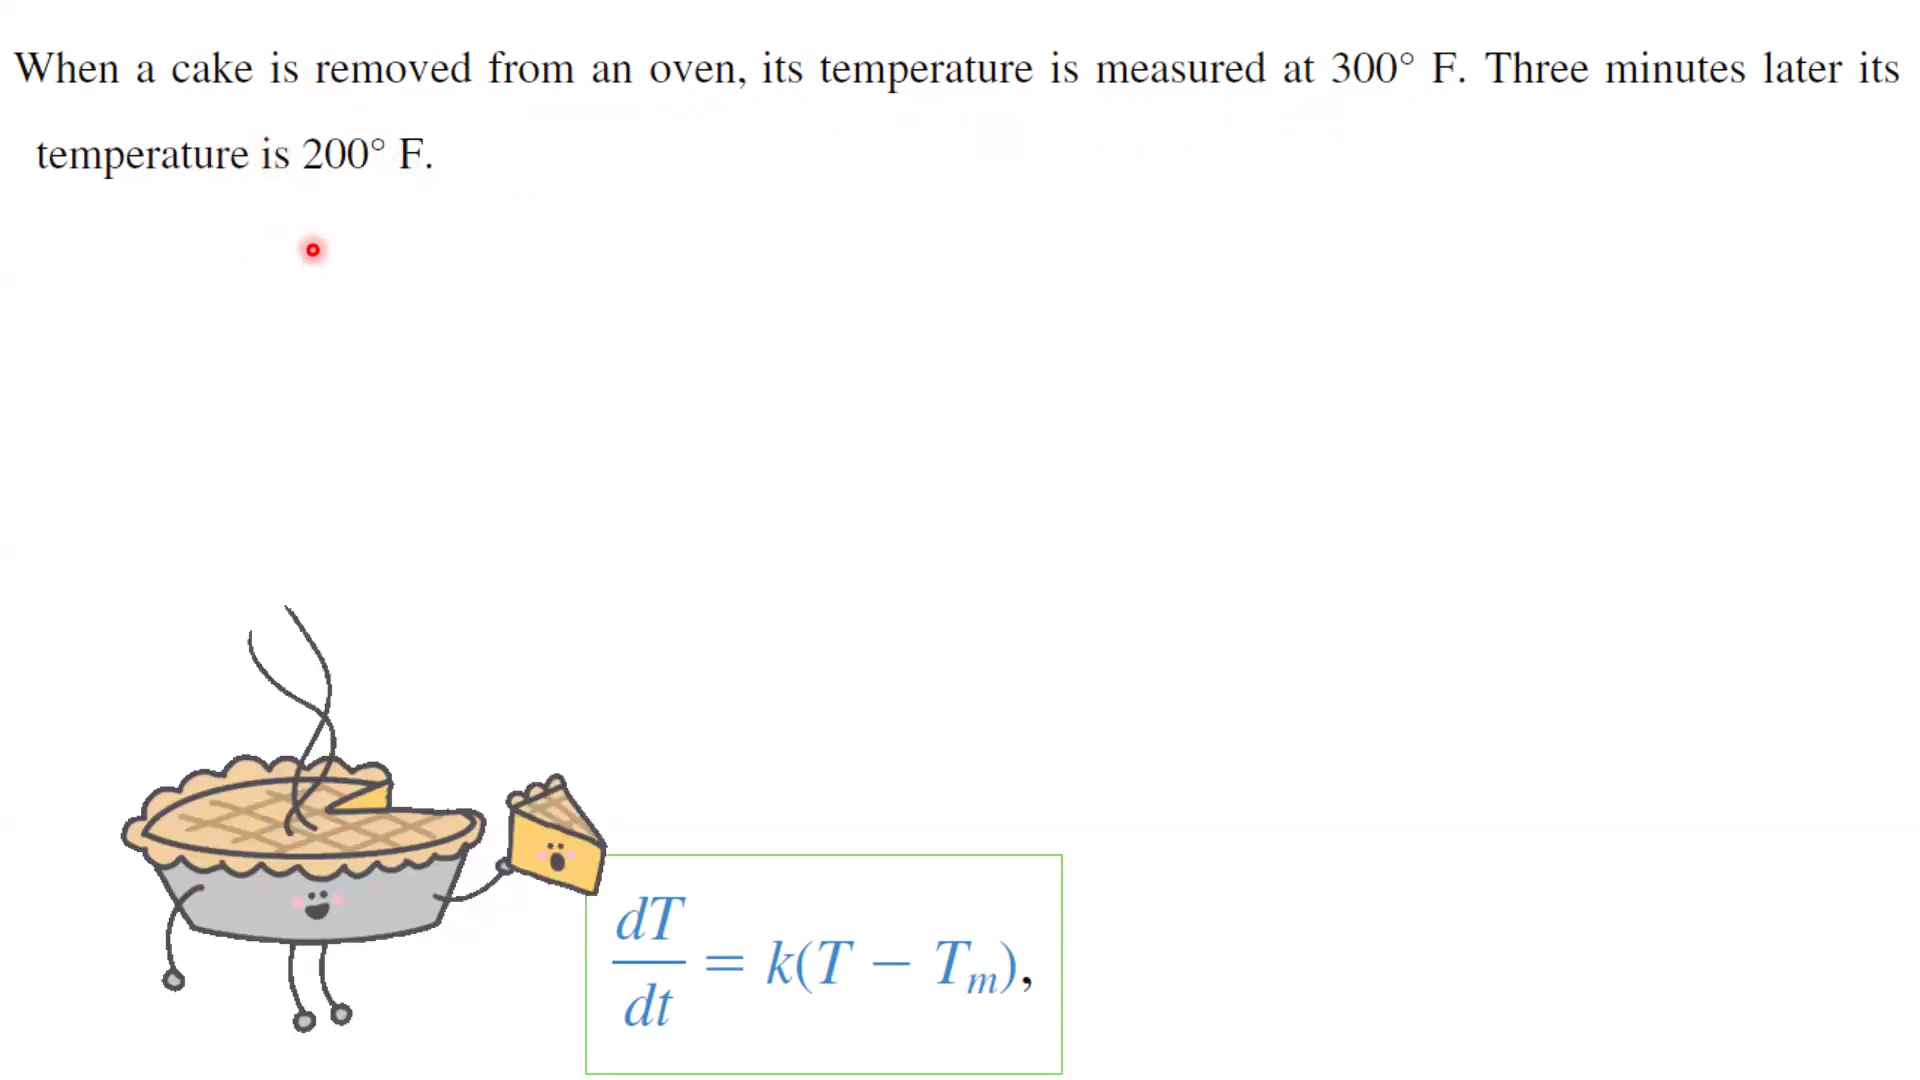 When a cake is removed from an oven, its temperature is measured at 300° F. Three minutes later its
temperature is 200° F.
dT/dt = k(T − Tₘ),